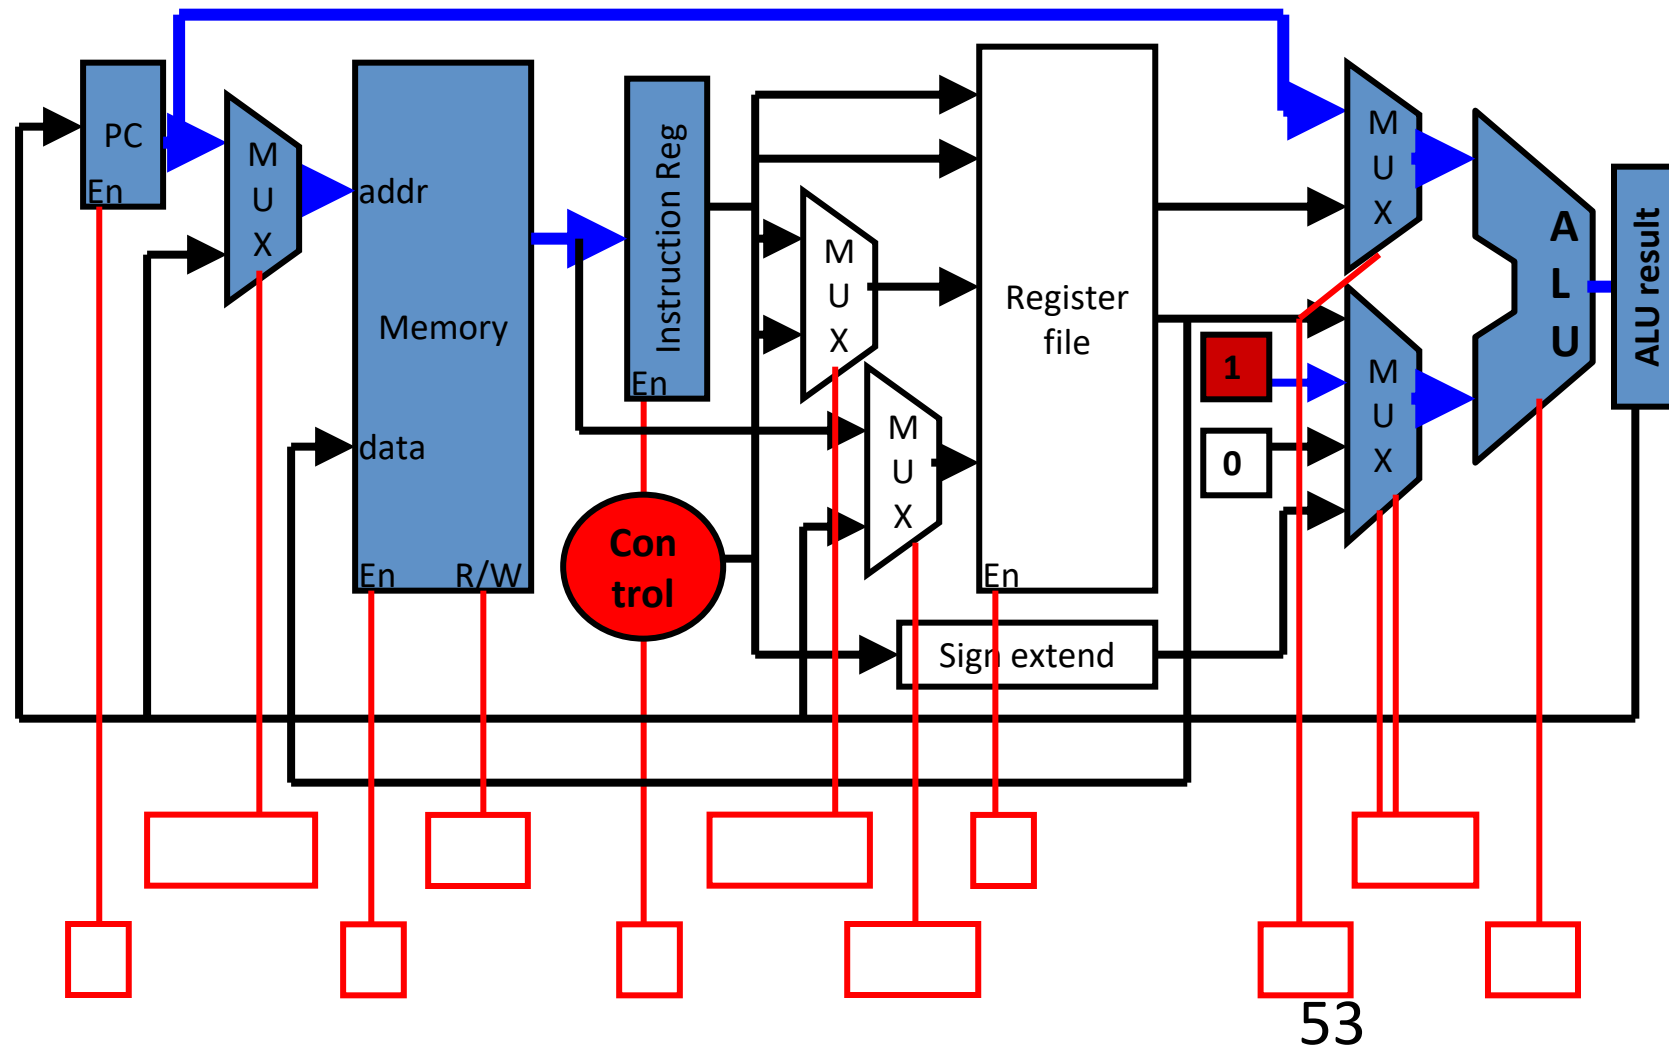 PC
En
M
U
X
addr
Memory
data
En
R/W
Instruction Reg
En
Con
trol
M
U
X
M
U
X
Register
file
En
Sign extend
1
0
M
U
X
M
U
X
A
L
U
ALU result
53